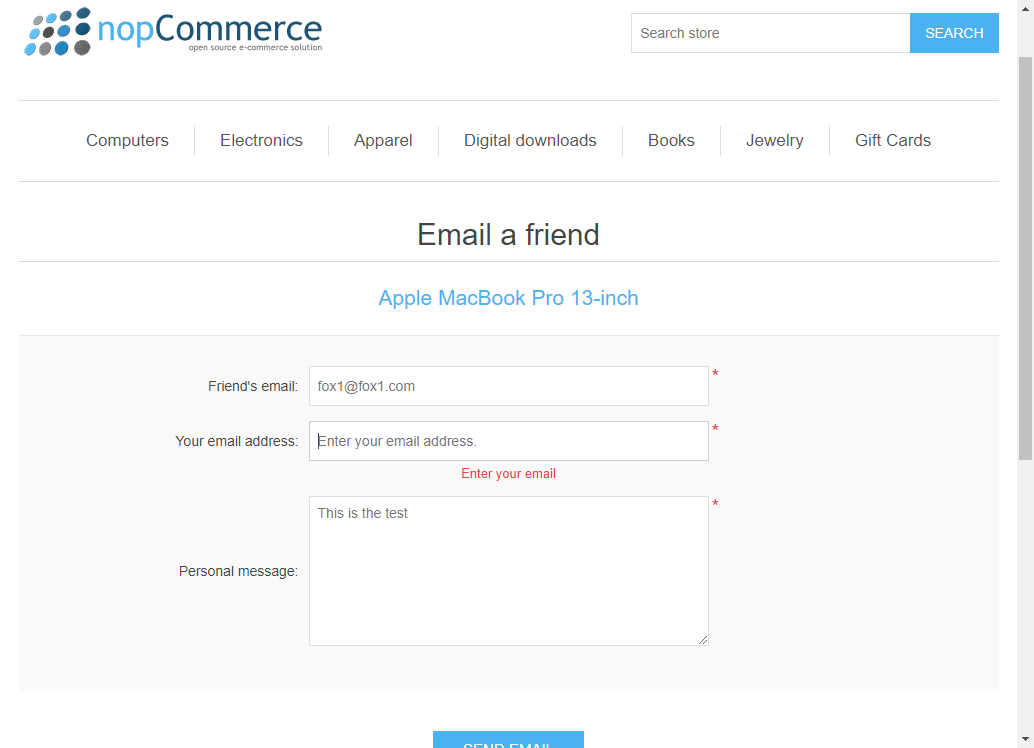 nopCommerce
open source e-commerce solution
Search store
SEARCH
Computers
Electronics
Apparel
Digital downloads
Books
Jewelry
Gift Cards
Email a friend
Apple MacBook Pro 13-inch
Friend's email:
fox1@fox1.com
*
Your email address:
Enter your email address.
*
Enter your email
Personal message:
This is the test
*
SEND EMAIL